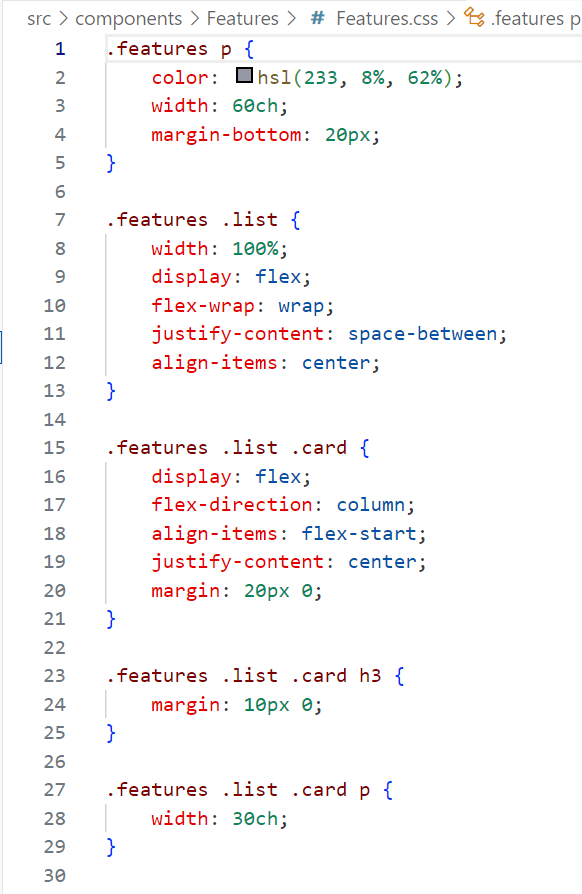 src > components > Features > # Features.css > .features p
1 .features p {
2     color: hsl(233, 8%, 62%);
3     width: 60ch;
4     margin-bottom: 20px;
5 }
6
7 .features .list {
8     width: 100%;
9     display: flex;
10     flex-wrap: wrap;
11     justify-content: space-between;
12     align-items: center;
13 }
14
15 .features .list .card {
16     display: flex;
17     flex-direction: column;
18     align-items: flex-start;
19     justify-content: center;
20     margin: 20px 0;
21 }
22
23 .features .list .card h3 {
24     margin: 10px 0;
25 }
26
27 .features .list .card p {
28     width: 30ch;
29 }
30